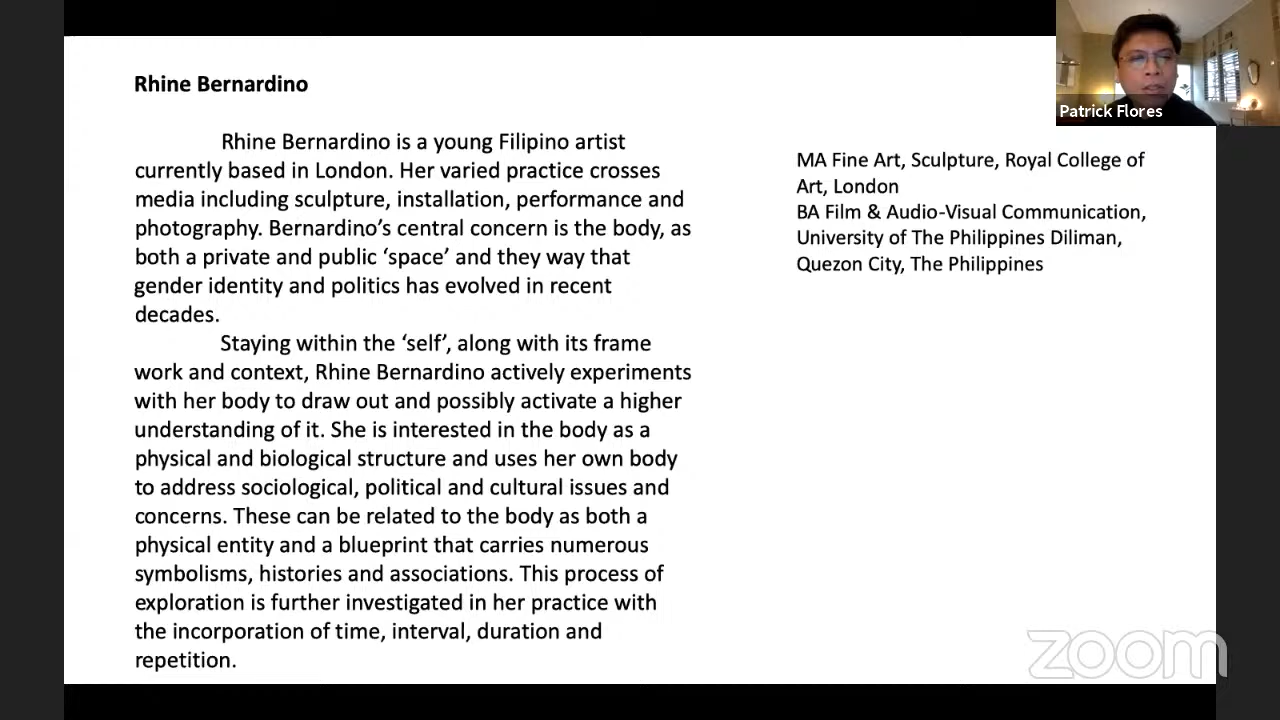 Rhine Bernardino
Rhine Bernardino is a young Filipino artist
currently based in London. Her varied practice crosses
media including sculpture, installation, performance and
photography. Bernardino's central concern is the body, as
both a private and public ‘space’ and they way that
gender identity and politics has evolved in recent
decades.
Staying within the ‘self’, along with its frame
work and context, Rhine Bernardino actively experiments
with her body to draw out and possibly activate a higher
understanding of it. She is interested in the body as a
physical and biological structure and uses her own body
to address sociological, political and cultural issues and
concerns. These can be related to the body as both a
physical entity and a blueprint that carries numerous
symbolisms, histories and associations. This process of
exploration is further investigated in her practice with
the incorporation of time, interval, duration and
repetition.
MA Fine Art, Sculpture, Royal College of
Art, London
BA Film & Audio-Visual Communication,
University of The Philippines Diliman,
Quezon City, The Philippines
Patrick Flores
zoom